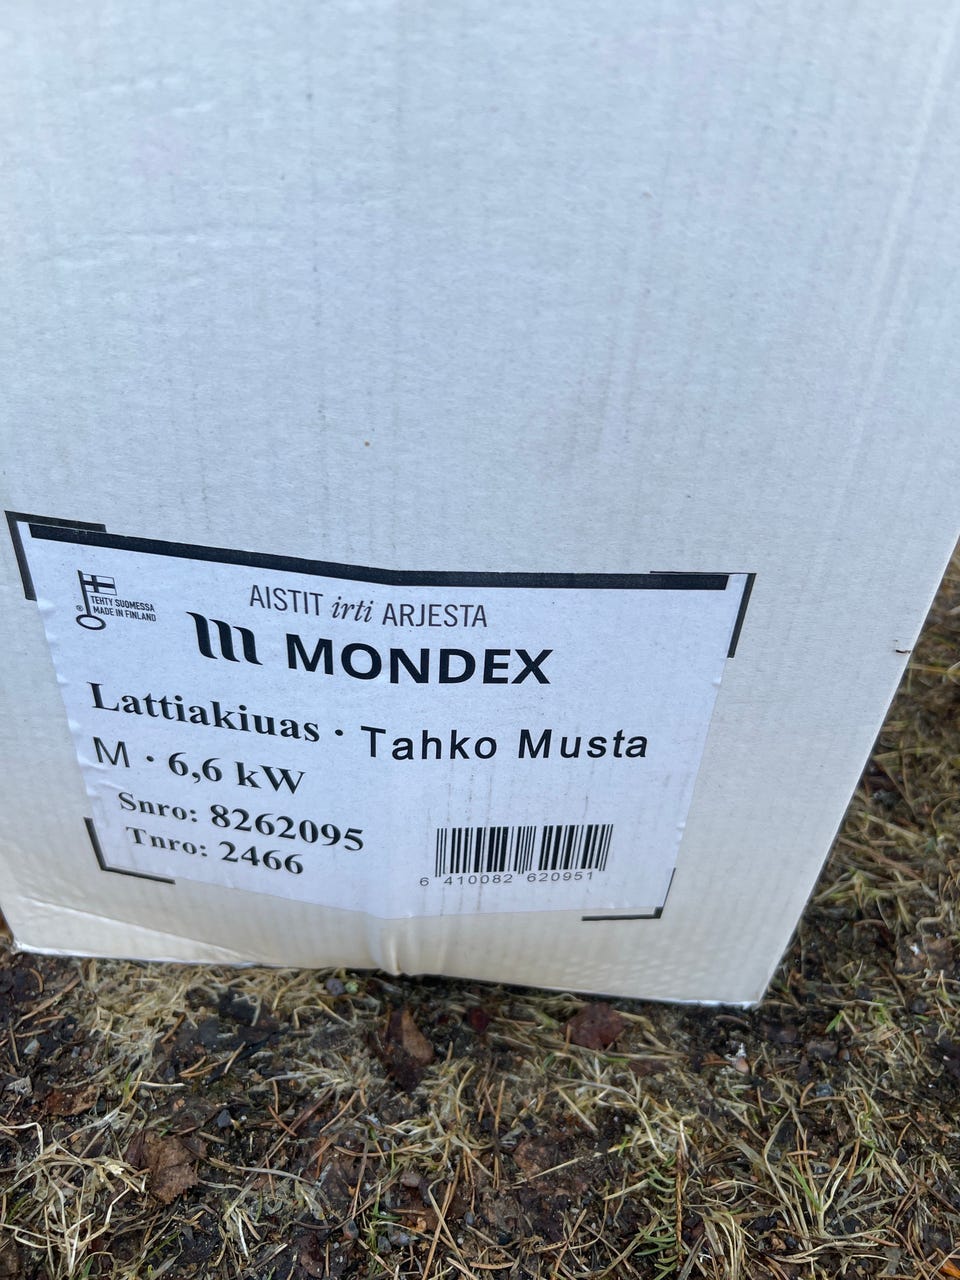 TEHTY SUOMESSA
® MADE IN FINLAND
AISTIT irti ARJESTA
MONDEX
Lattiakiuas · Tahko Musta
M · 6,6 kW
Snro: 8262095
Tnro: 2466
6 410082 620951